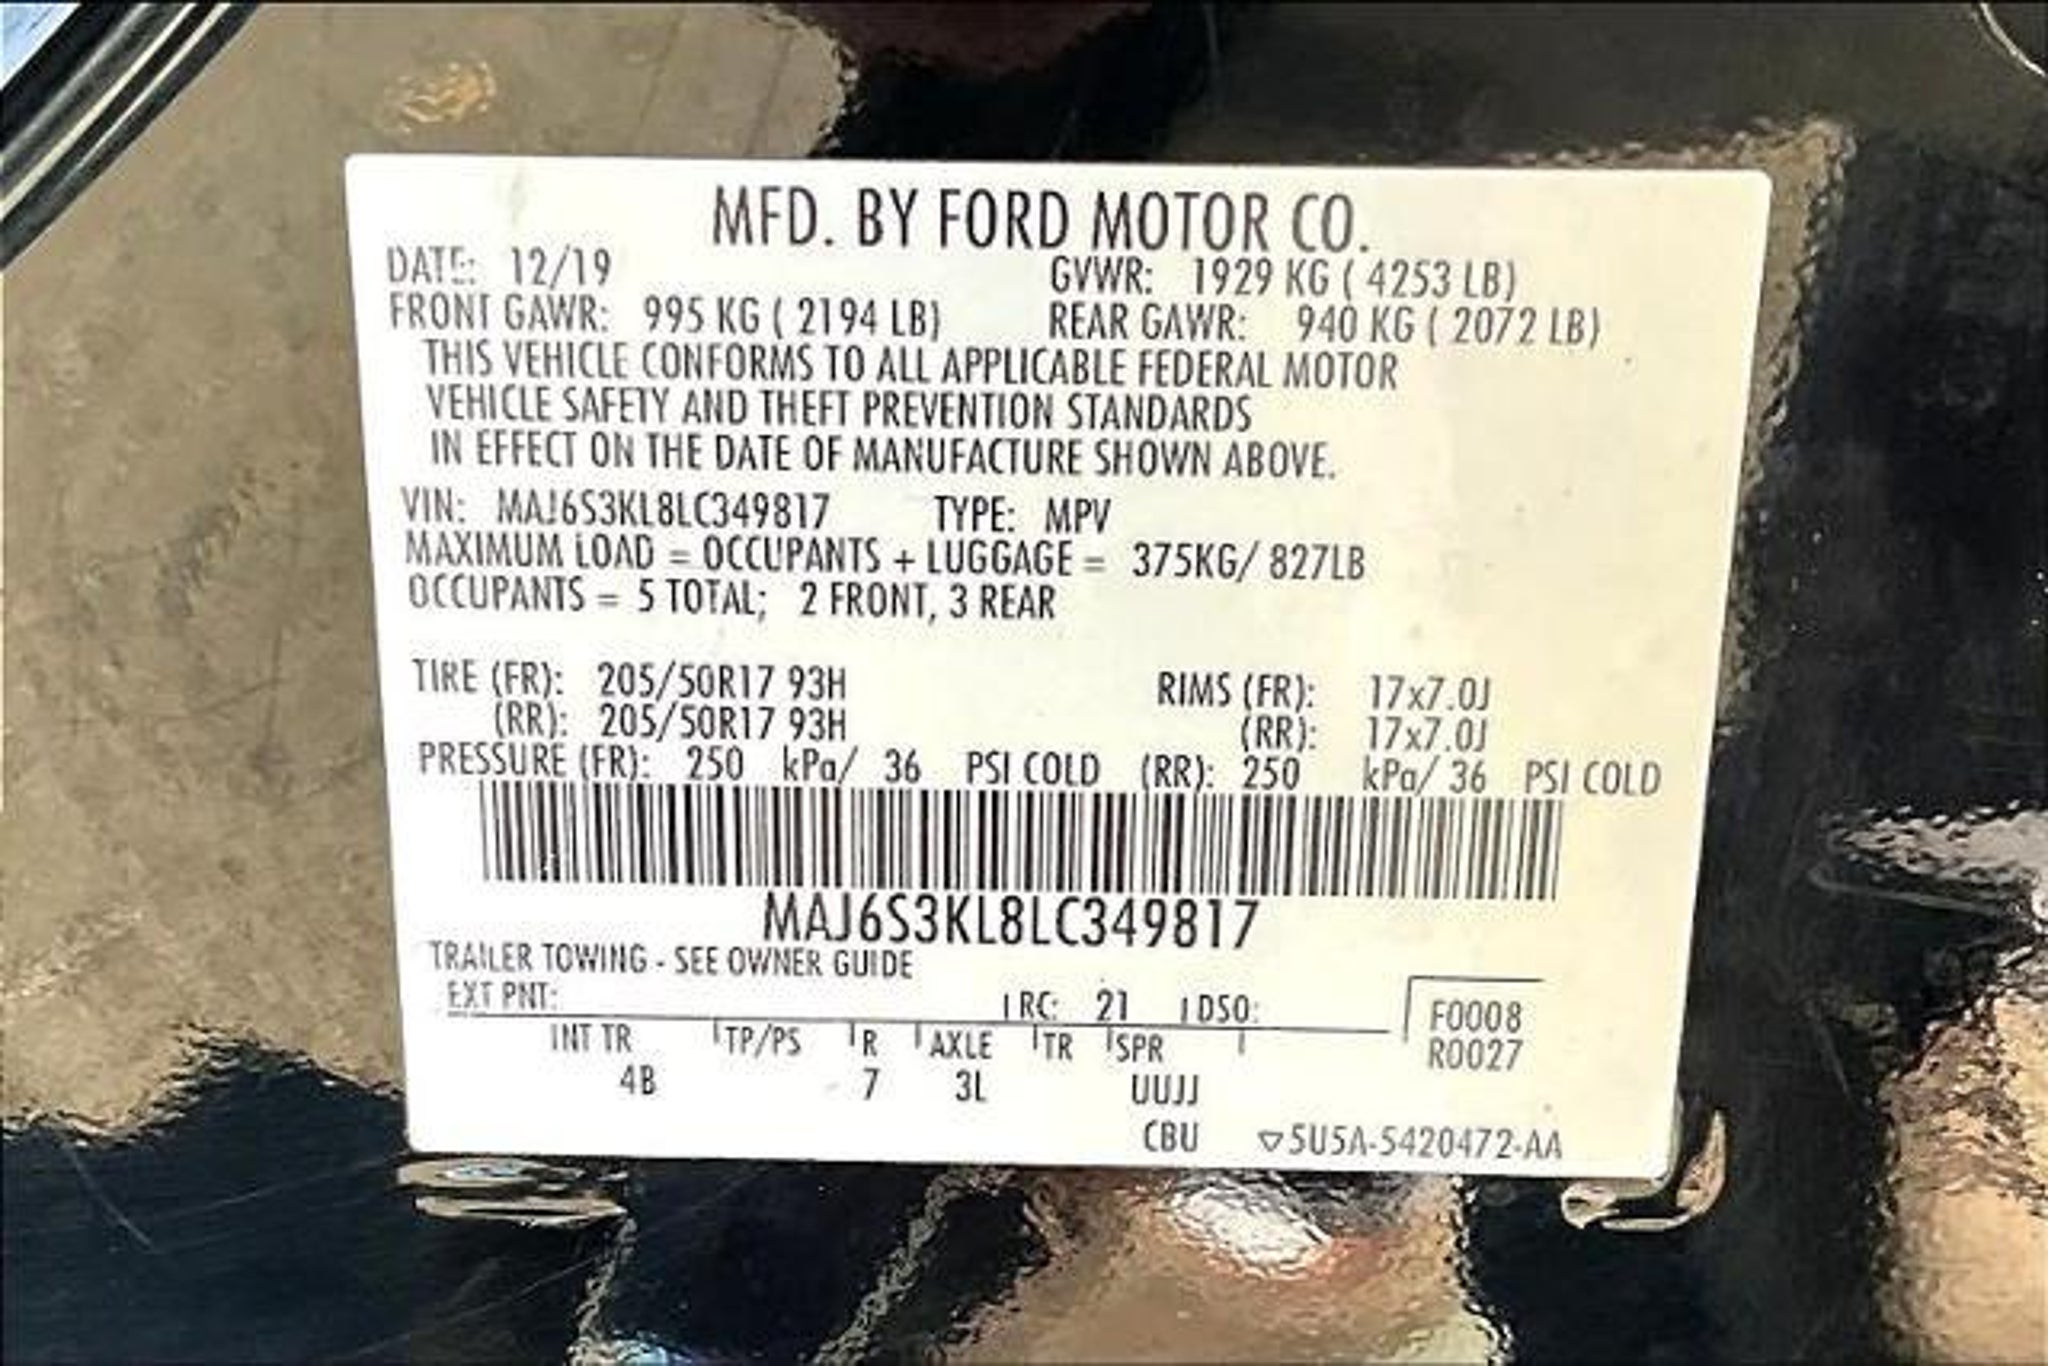 MFD. BY FORD MOTOR CO.
DATE: 12/19 GVWR: 1929 KG ( 4253 LB)
FRONT GAWR: 995 KG ( 2194 LB) REAR GAWR: 940 KG ( 2072 LB)
THIS VEHICLE CONFORMS TO ALL APPLICABLE FEDERAL MOTOR
VEHICLE SAFETY AND THEFT PREVENTION STANDARDS
IN EFFECT ON THE DATE OF MANUFACTURE SHOWN ABOVE.
VIN: MAJ6S3KL8LC349817 TYPE: MPV
MAXIMUM LOAD = OCCUPANTS + LUGGAGE = 375KG/ 827LB
OCCUPANTS = 5 TOTAL; 2 FRONT, 3 REAR
TIRE (FR): 205/50R17 93H RIMS (FR): 17x7.0J
(RR): 205/50R17 93H (RR): 17x7.0J
PRESSURE (FR): 250 kPa/ 36 PSI COLD (RR): 250 kPa/ 36 PSI COLD
MAJ6S3KL8LC349817
TRAILER TOWING - SEE OWNER GUIDE
EXT PNT: RC: 21 DSO: F0008
INT TR TP/PS R AXLE TR SPR R0027
4B 7 3L UUJJ
CBU ▽5U5A-5420472-AA